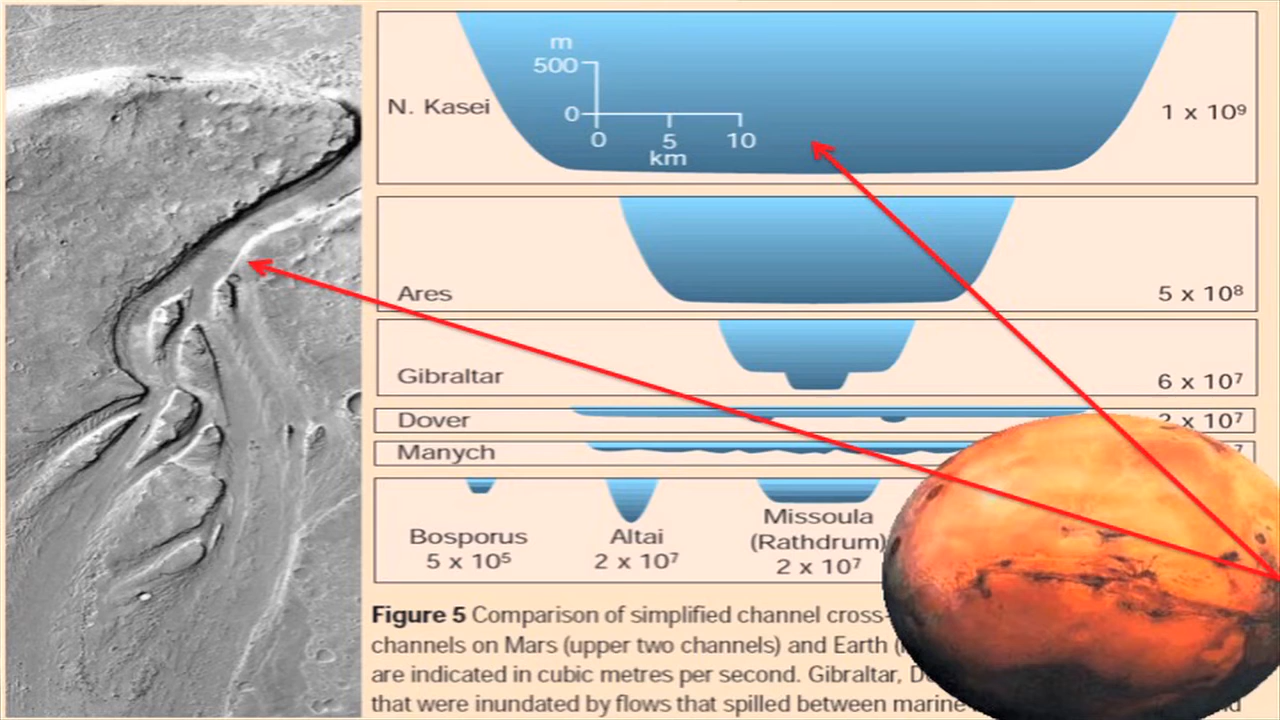 m
500
N. Kasei
1 x 10⁹
0
0 5 10
km
Ares
5 x 10⁸
Gibraltar
6 x 10⁷
Dover
x 10⁷
Manych
7
Bosporus
5 x 10⁵
Altai
2 x 10⁷
Missoula
(Rathdrum)
2 x 10⁷
Figure 5 Comparison of simplified channel cross-
channels on Mars (upper two channels) and Earth (
are indicated in cubic metres per second. Gibraltar,
that were inundated by flows that spilled between marine